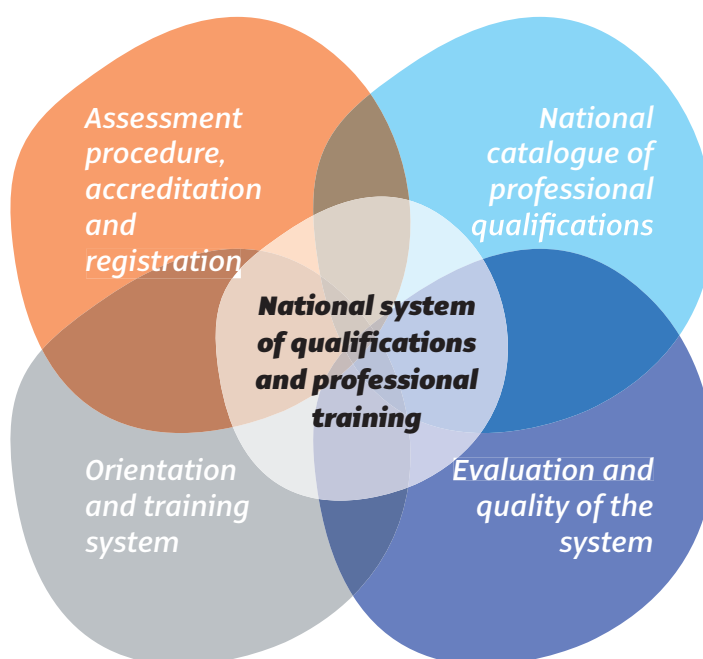 Assessment
procedure,
accreditation
and
registration
National
catalogue of
professional
qualifications
National system
of qualifications
and professional
training
Orientation
and training
system
Evaluation and
quality of the
system